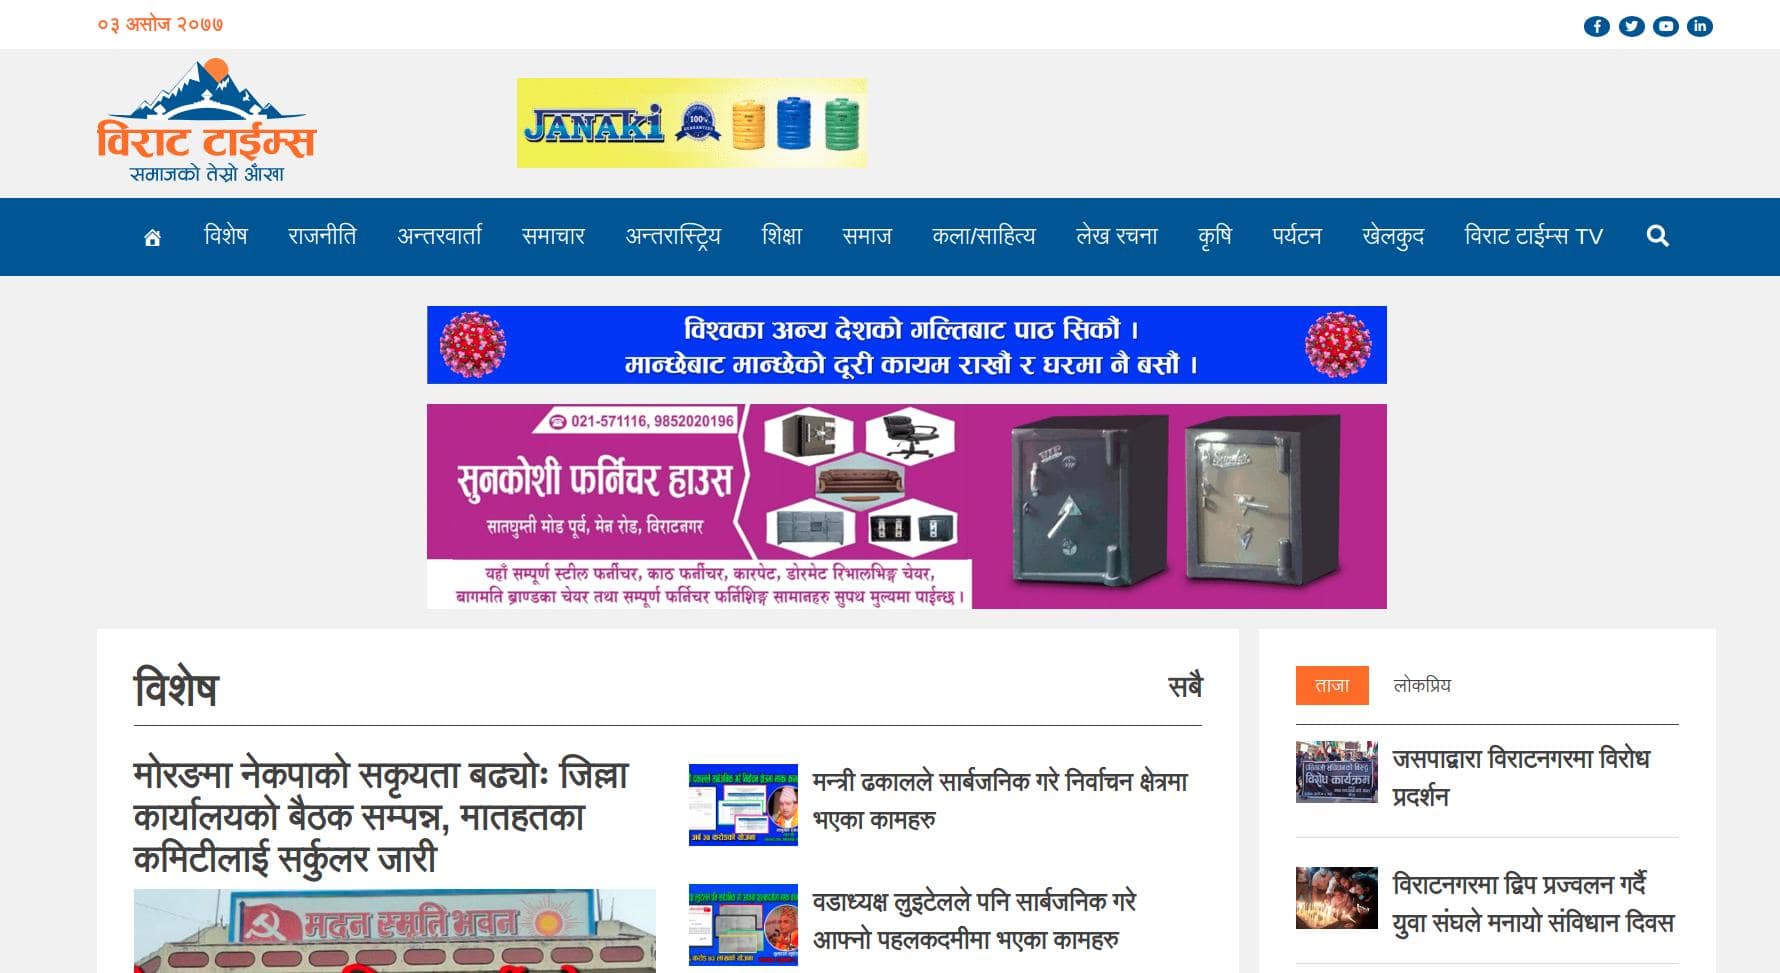 ०३ असोज २०७७
विराट टाईम्स
समाजको तेस्रो आँखा
JANAKI
100%
विशेष राजनीति अन्तरवार्ता समाचार अन्तरास्ट्रिय शिक्षा समाज कला/साहित्य लेख रचना कृषि पर्यटन खेलकुद विराट टाईम्स TV
विश्वका अन्य देशको गल्तिबाट पाठ सिकौं ।
मान्छेबाट मान्छेको दूरी कायम राखौं र घरमा नै बसौं ।
☎ 021-571116, 9852020196
सुनकोशी फर्निचर हाउस
सातघुम्ती मोड पूर्व, मेन रोड, विराटनगर
यहाँ सम्पूर्ण स्टील फर्नीचर, काठ फर्नीचर, कारपेट, डोरमेट रिभालभिङ्ग चेयर,
बागमति ब्राण्डका चेयर तथा सम्पूर्ण फर्निचर फर्निशिङ्ग सामानहरु सुपथ मुल्यमा पाईन्छ ।
VIP
विशेष
सबै
मोरङमा नेकपाको सकृयता बढ्योः जिल्ला
कार्यालयको बैठक सम्पन्न, मातहतका
कमिटीलाई सर्कुलर जारी
मदन स्मृति भवन
मन्त्री ढकालले सार्बजनिक गरे निर्वाचन क्षेत्रमा
भएका कामहरु
वडाध्यक्ष लुइटेलले पनि सार्बजनिक गरे
आफ्नो पहलकदमीमा भएका कामहरु
ताजा लोकप्रिय
विरोध कार्यक्रम
जसपाद्वारा विराटनगरमा विरोध
प्रदर्शन
विराटनगरमा द्विप प्रज्वलन गर्दै
युवा संघले मनायो संविधान दिवस